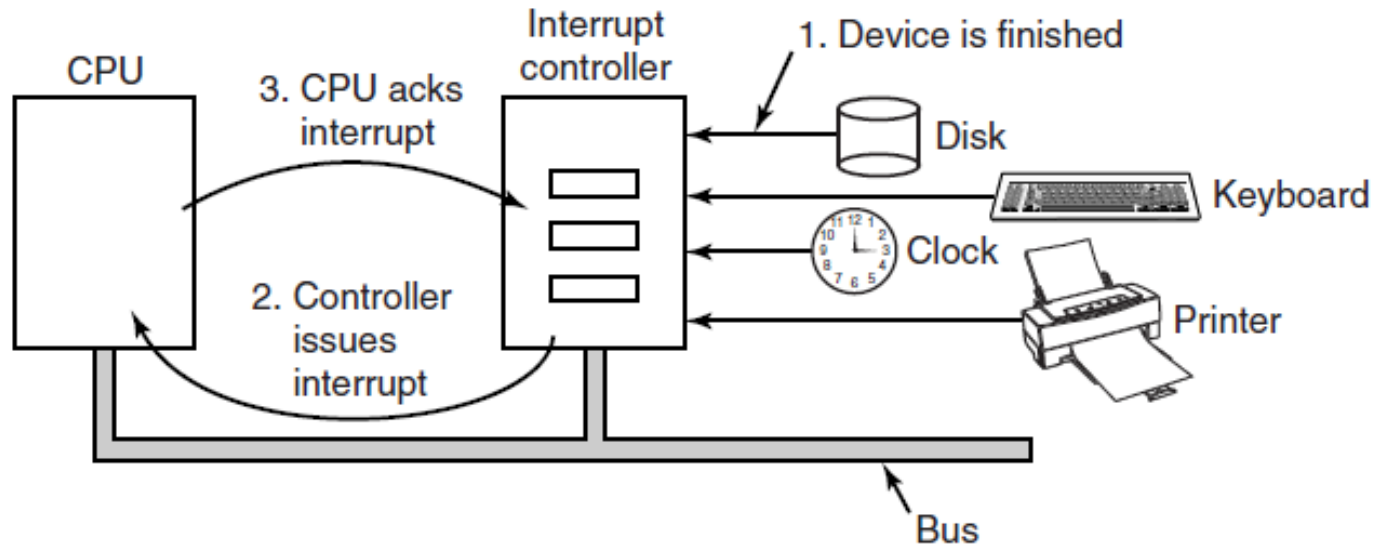 CPU
3. CPU acks
interrupt
2. Controller
issues
interrupt
Interrupt
controller
1. Device is finished
Disk
Keyboard
11 12 1
10 2
9 3
8 4
7 6 5
Clock
Printer
Bus